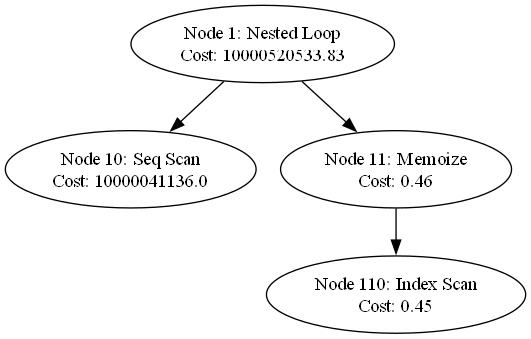 Node 1: Nested Loop
Cost: 10000520533.83
Node 10: Seq Scan
Cost: 10000041136.0
Node 11: Memoize
Cost: 0.46
Node 110: Index Scan
Cost: 0.45